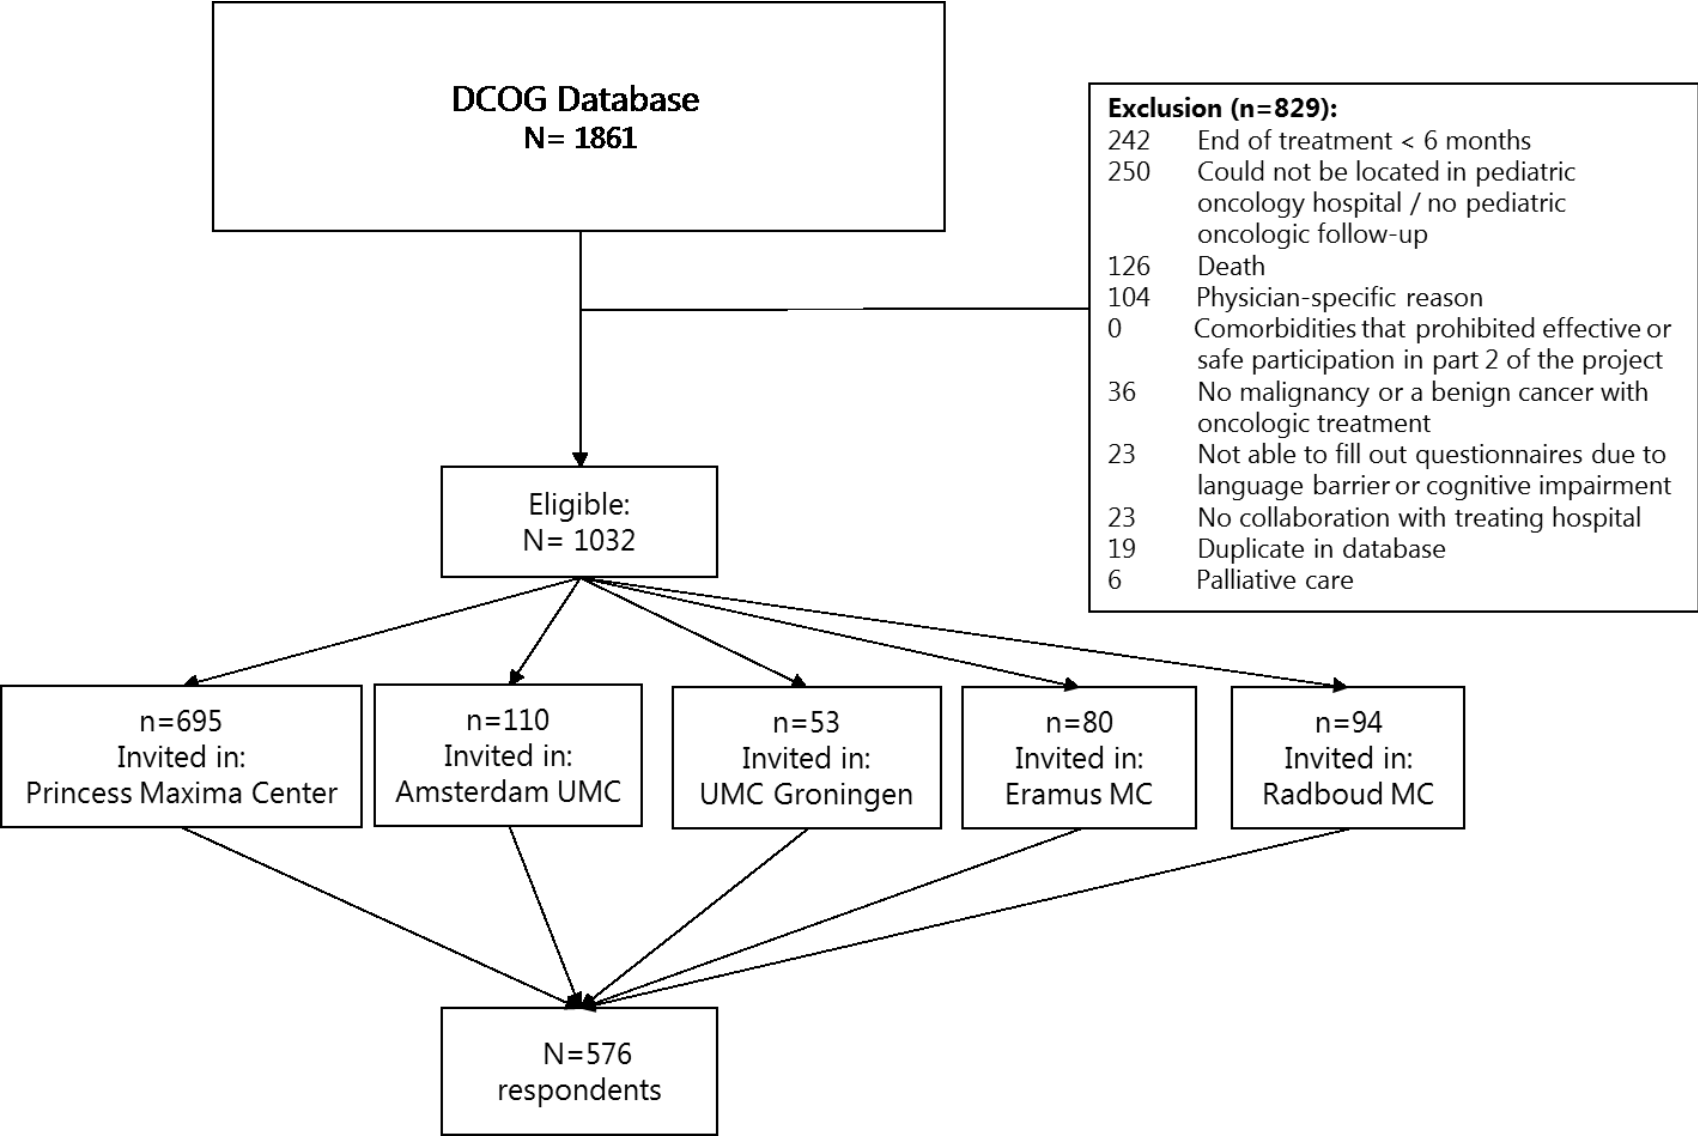 DCOG Database
N= 1861
Exclusion (n=829):
242 End of treatment < 6 months
250 Could not be located in pediatric
oncology hospital / no pediatric
oncologic follow-up
126 Death
104 Physician-specific reason
0 Comorbidities that prohibited effective or
safe participation in part 2 of the project
36 No malignancy or a benign cancer with
oncologic treatment
23 Not able to fill out questionnaires due to
language barrier or cognitive impairment
23 No collaboration with treating hospital
19 Duplicate in database
6 Palliative care
Eligible:
N= 1032
n=695
Invited in:
Princess Maxima Center
n=110
Invited in:
Amsterdam UMC
n=53
Invited in:
UMC Groningen
n=80
Invited in:
Eramus MC
n=94
Invited in:
Radboud MC
N=576
respondents